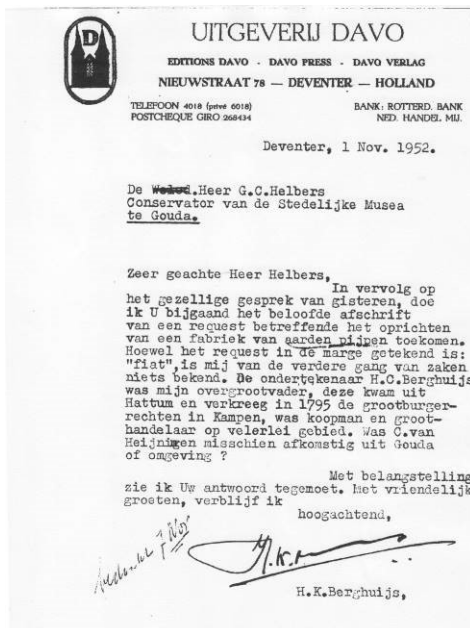 D
UITGEVERIJ DAVO
EDITIONS DAVO - DAVO PRESS - DAVO VERLAG
NIEUWSTRAAT 78 — DEVENTER — HOLLAND
TELEFOON 4018 (privé 6018) BANK: ROTTERD. BANK
POSTCHEQUE GIRO 268434 NED. HANDEL MIJ.
Deventer, 1 Nov. 1952.
De Heer G.C.Helbers
Conservator van de Stedelijke Musea
te Gouda.
Zeer geachte Heer Helbers,
In vervolg op
het gezellige gesprek van gisteren, doe
ik U bijgaand het beloofde afschrift
van een request betreffende het oprichten
van een fabriek van aarden pijpen toekomen.
Hoewel het request in de marge getekend is:
"fiat",is mij van de verdere gang van zaken
niets bekend. De ondertekenaar H.C.Berghuijs
was mijn overgrootvader, deze kwam uit
Hattum en verkreeg in 1795 de grootburger-
rechten in Kampen, was koopman en groot-
handelaar op velerlei gebied. Was C.van
Heijningen misschien afkomstig uit Gouda
of omgeving ?
Met belangstelling
zie ik Uw antwoord tegemoet. Met vriendelijk
groeten, verblijf ik
hoogachtend,
H.K.Berghuijs,